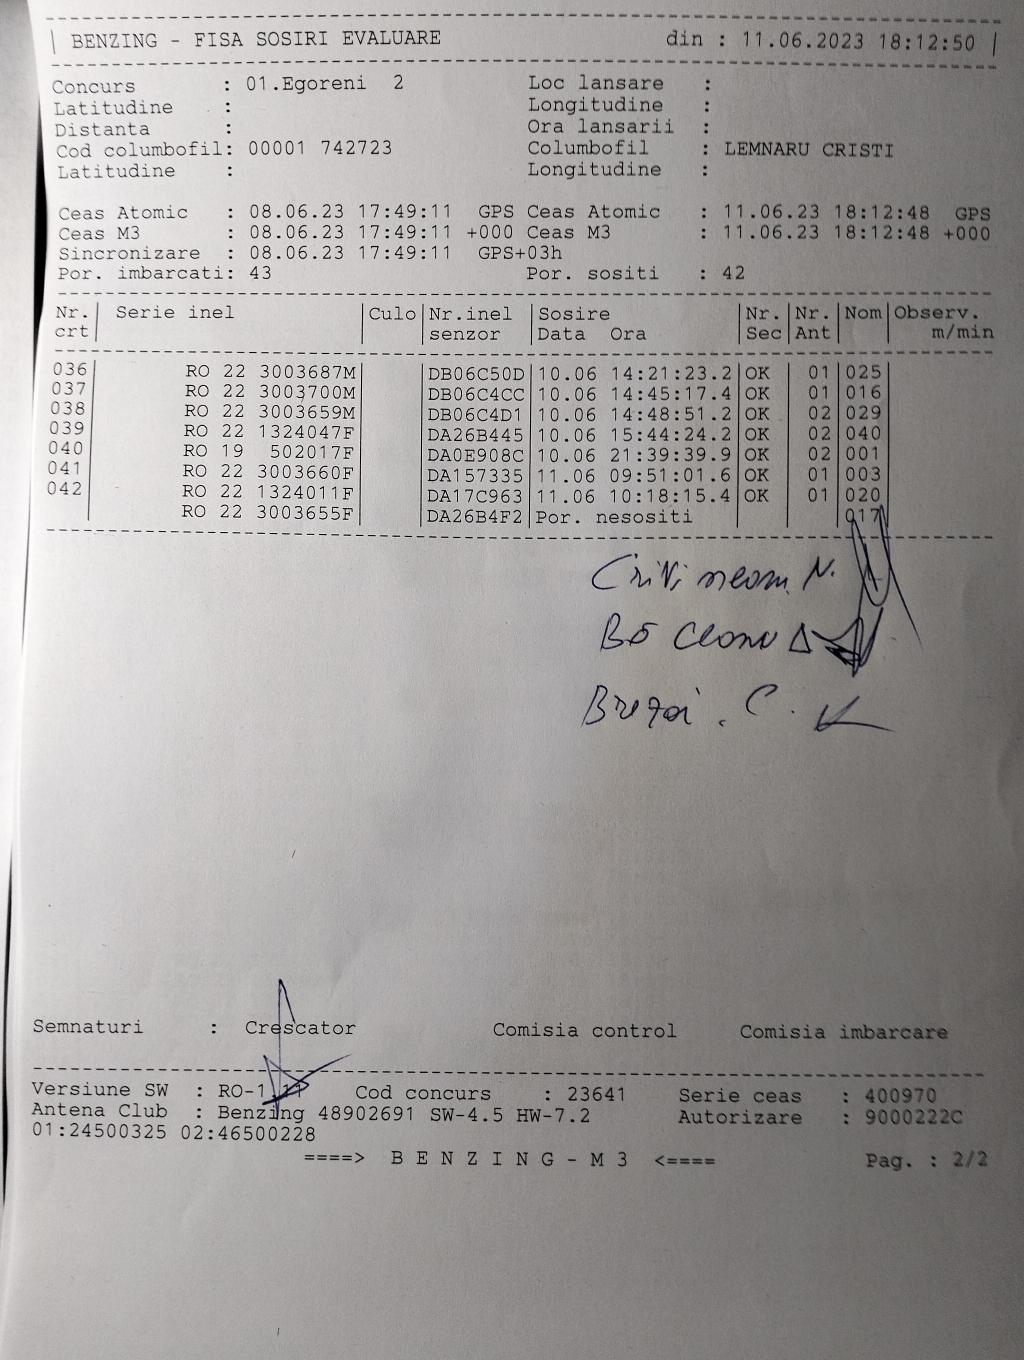 BENZING - FISA SOSIRI EVALUARE din : 11.06.2023 18:12:50
Concurs : 01.Egoreni 2 Loc lansare :
Latitudine : Longitudine :
Distanta : Ora lansarii :
Cod columbofil: 00001 742723 Columbofil : LEMNARU CRISTI
Latitudine : Longitudine :
Ceas Atomic : 08.06.23 17:49:11 GPS Ceas Atomic : 11.06.23 18:12:48 GPS
Ceas M3 : 08.06.23 17:49:11 +000 Ceas M3 : 11.06.23 18:12:48 +000
Sincronizare : 08.06.23 17:49:11 GPS+03h
Por. imbarcati: 43 Por. sositi : 42
Nr. Serie inel Culo Nr.inel Sosire Nr. Nr. Nom Observ.
crt senzor Data Ora Sec Ant m/min
036 RO 22 3003687M DB06C50D 10.06 14:21:23.2 OK 01 025
037 RO 22 3003700M DB06C4CC 10.06 14:45:17.4 OK 01 016
038 RO 22 3003659M DB06C4D1 10.06 14:48:51.2 OK 02 029
039 RO 22 1324047F DA26B445 10.06 15:44:24.2 OK 02 040
040 RO 19 502017F DA0E908C 10.06 21:39:39.9 OK 02 001
041 RO 22 3003660F DA157335 11.06 09:51:01.6 OK 01 003
042 RO 22 1324011F DA17C963 11.06 10:18:15.4 OK 01 020
RO 22 3003655F DA26B4F2 Por. nesositi 017
Semnaturi : Crescator Comisia control Comisia imbarcare
Versiune SW : RO-1 Cod concurs : 23641 Serie ceas : 400970
Antena Club : Benzing 48902691 SW-4.5 HW-7.2 Autorizare : 9000222C
01:24500325 02:46500228
====> B E N Z I N G - M 3 <==== Pag. : 2/2